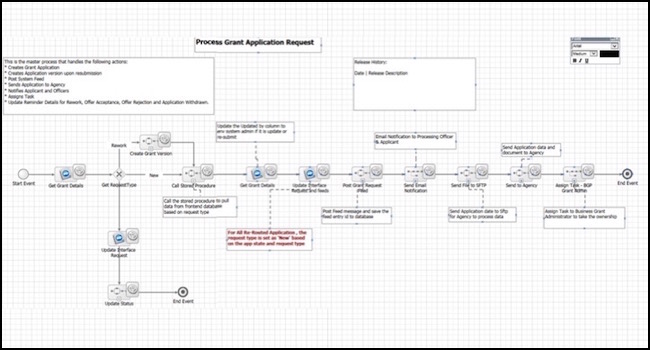 Process Grant Application Request
This is the master process that handles the following actions:
* Creates Grant Application
* Creates Application version upon resubmission
* Post System Feed
* Sends Application to Agency
* Notifies Applicant and Officers
* Assigns Task
* Update Reminder Details for Rework, Offer Acceptance, Offer Rejection and Application Withdrawn.
Release History:
Date | Release Description
Arial
Medium
B I U
Rework
Create Grant Version
Update the Updated by column to
env system admin if it is update or
re-submit
Email Notification to Processing Officer
& Applicant
Send Application data and
document to Agency
Start Event
Get Grant Details
Get RequestType
New
Call Stored Procedure
Get Grant Details
Update Interface
Request and Needs
Post Grant Request
Send Email
Notification
Send File to SFTP
Send to Agency
Assign Task - BGP
Grant Admin
End Event
Call the stored procedure to pull
data from frontend database
based on request type
For All Re-Routed Application , the
request type is set as 'New' based
on the app state and request type
Post Feed message and save the
Feed entry id to database
Send Application date to Sftp
for Agency to process data
Assign Task to Business Grant
Administrator to take the ownership
Update Interface
Request
Update Status
End Event